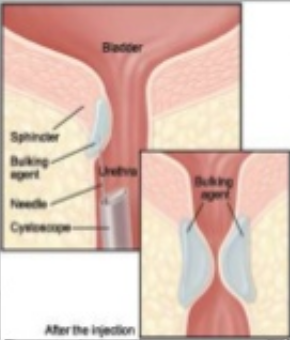 Bladder
Sphincter
Bulking
agent
Urethra
Needle
Cystoscope
Bulking
agent
After the injection